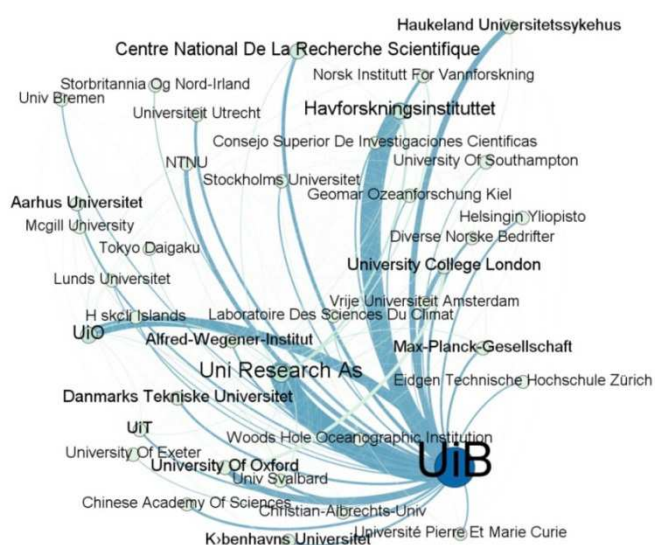 Haukeland Universitetssykehus
Centre National De La Recherche Scientifique
Norsk Institutt For Vannforskning
Storbritannia Og Nord-Irland
Univ Bremen
Universiteit Utrecht
Havforskningsinstituttet
Consejo Superior De Investigaciones Cientificas
NTNU
University Of Southampton
Stockholms Universitet
Geomar Ozeanforschung Kiel
Aarhus Universitet
Helsingin Yliopisto
Mcgill University
Diverse Norske Bedrifter
Tokyo Daigaku
University College London
Lunds Universitet
Vrije Universiteit Amsterdam
H skcli Islands
Laboratoire Des Sciences Du Climat
UiO
Alfred-Wegener-Institut
Max-Planck-Gesellschaft
Uni Research As
Eidgen Technische Hochschule Zürich
Danmarks Tekniske Universitet
UiT
Woods Hole Oceanographic Institution
University Of Exeter
UiB
University Of Oxford
Univ Svalbard
Chinese Academy Of Sciences
Christian-Albrechts-Univ
Université Pierre Et Marie Curie
K›benhavns Universitet